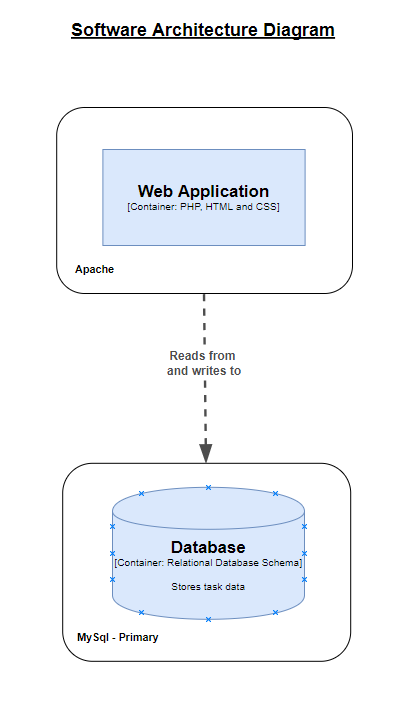 Software Architecture Diagram
Web Application
[Container: PHP, HTML and CSS]
Apache
Reads from
and writes to
Database
[Container: Relational Database Schema]
Stores task data
MySql - Primary